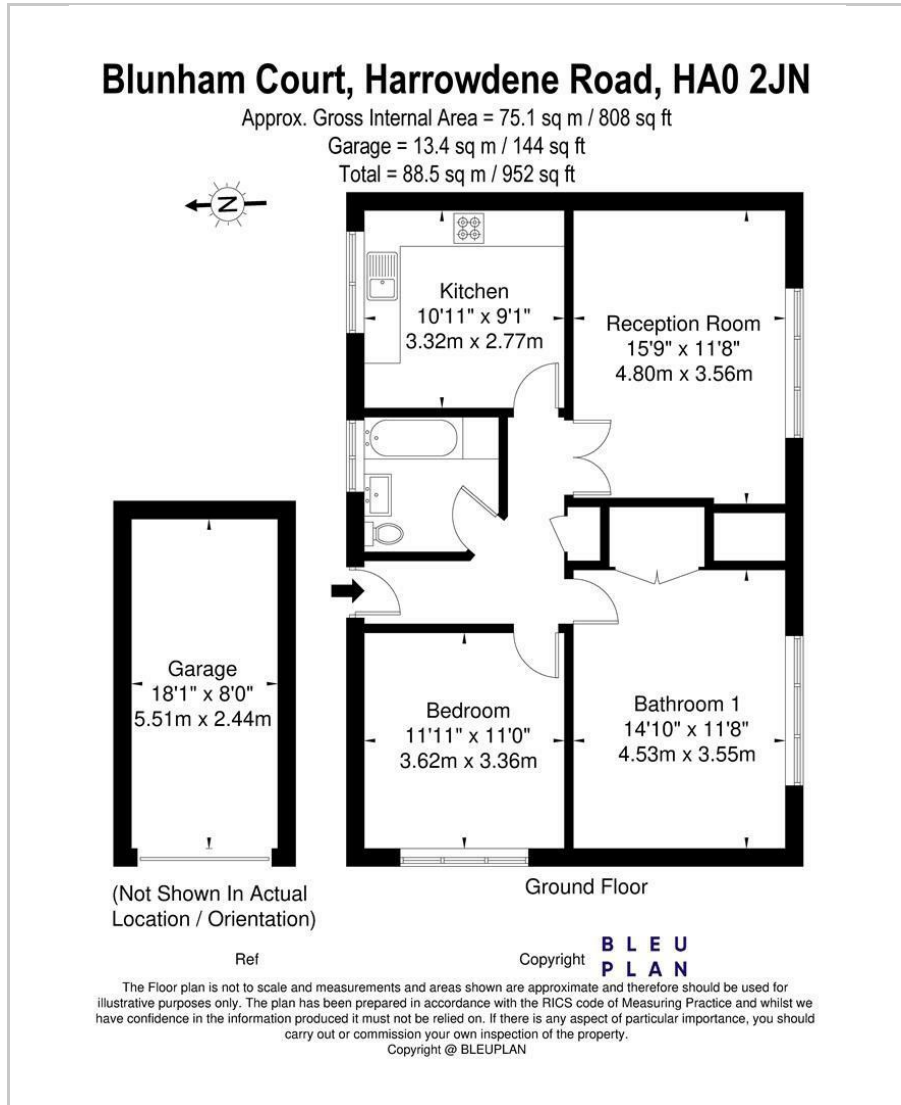 Blunham Court, Harrowdene Road, HA0 2JN
Approx. Gross Internal Area = 75.1 sq m / 808 sq ft
Garage = 13.4 sq m / 144 sq ft
Total = 88.5 sq m / 952 sq ft
N
Kitchen
10'11" x 9'1"
3.32m x 2.77m
Reception Room
15'9" x 11'8"
4.80m x 3.56m
Garage
18'1" x 8'0"
5.51m x 2.44m
Bedroom
11'11" x 11'0"
3.62m x 3.36m
Bathroom 1
14'10" x 11'8"
4.53m x 3.55m
(Not Shown In Actual
Location / Orientation)
Ground Floor
Ref
Copyright
BLEU
PLAN
The Floor plan is not to scale and measurements and areas shown are approximate and therefore should be used for
illustrative purposes only. The plan has been prepared in accordance with the RICS code of Measuring Practice and whilst we
have confidence in the information produced it must not be relied on. If there is any aspect of particular importance, you should
carry out or commission your own inspection of the property.
Copyright @ BLEUPLAN